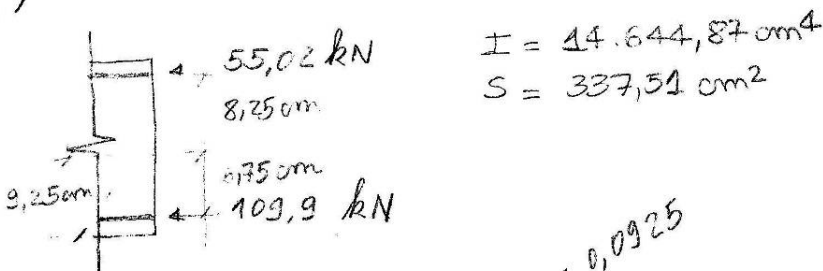 55,02 kN
8,25 cm
9,25 cm
6,75 cm
109,9 kN
I = 14.644,87 cm⁴
S = 337,51 cm²
0,0925